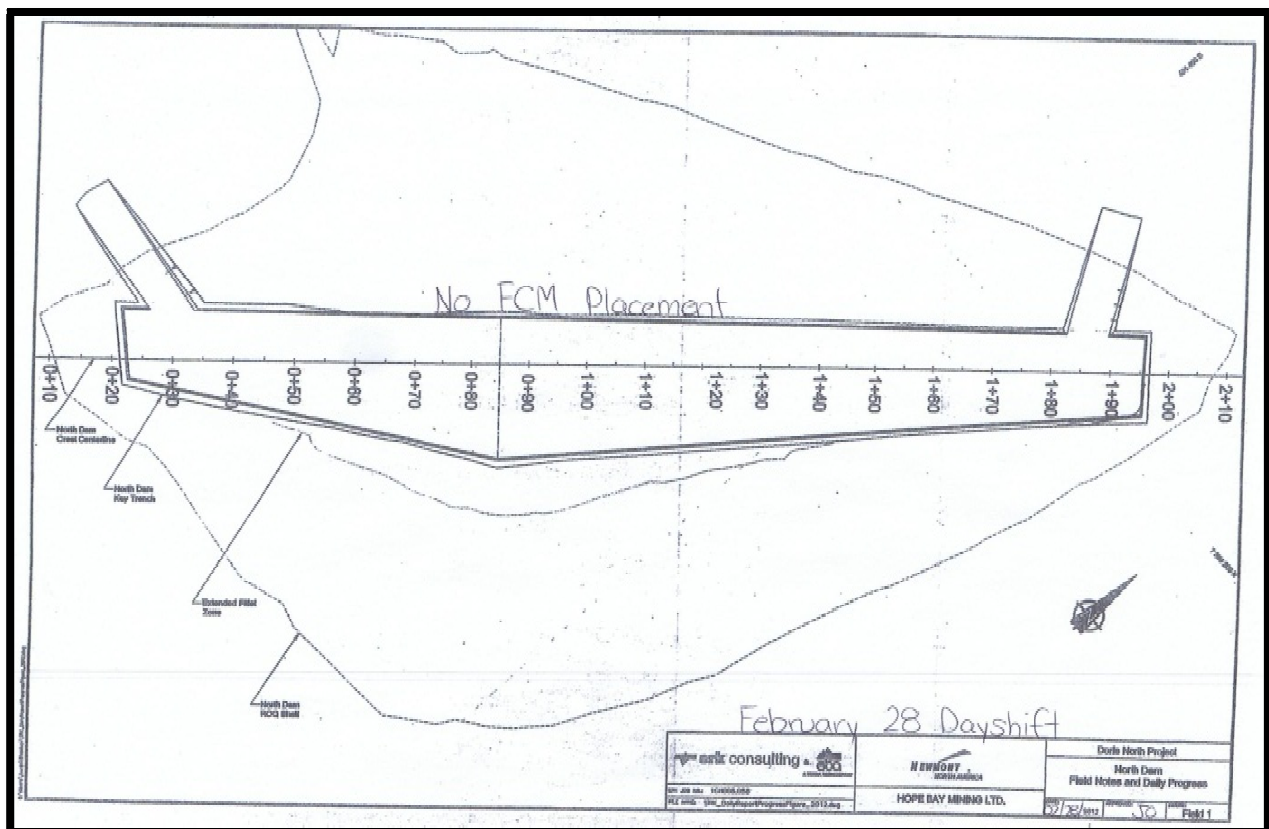 No FCM Placement
0+10
0+20
0+30
0+40
0+50
0+60
0+70
0+80
1+00
1+10
1+20
1+30
1+40
1+50
1+60
1+70
1+80
1+90
2+00
2+10
North Dam
Crest Centerline
North Dam
Key Trench
Extended Fillet
Zone
North Dam
ROQ Shell
February 28 Dayshift
srk consulting &
NEWMONT
NORTH AMERICA
HOPE BAY MINING LTD.
Doris North Project
North Dam
Field Notes and Daily Progress
02/28/2012
JO
Field 1